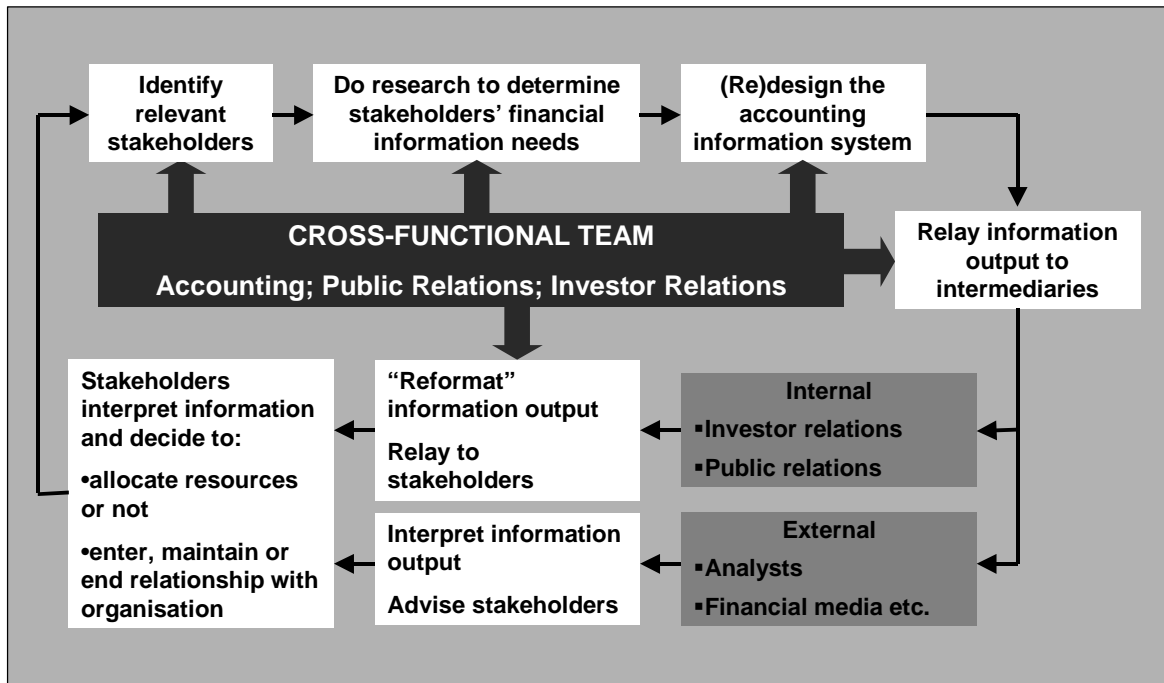 Identify
relevant
stakeholders
Do research to determine
stakeholders’ financial
information needs
(Re)design the
accounting
information system
CROSS-FUNCTIONAL TEAM
Accounting; Public Relations; Investor Relations
Relay information
output to
intermediaries
Stakeholders
interpret information
and decide to:
•allocate resources
or not
•enter, maintain or
end relationship with
organisation
“Reformat”
information output
Relay to
stakeholders
Internal
▪Investor relations
▪Public relations
Interpret information
output
Advise stakeholders
External
▪Analysts
▪Financial media etc.